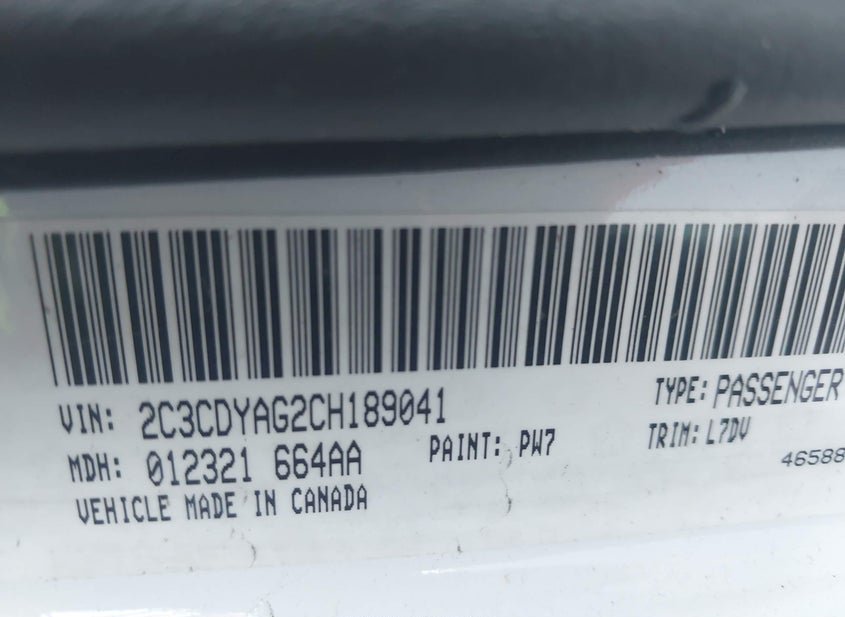 VIN: 2C3CDYAG2CH189041
TYPE: PASSENGER
MDH: 012321 664AA
PAINT: PW7
TRIM: L7DV
VEHICLE MADE IN CANADA
46588